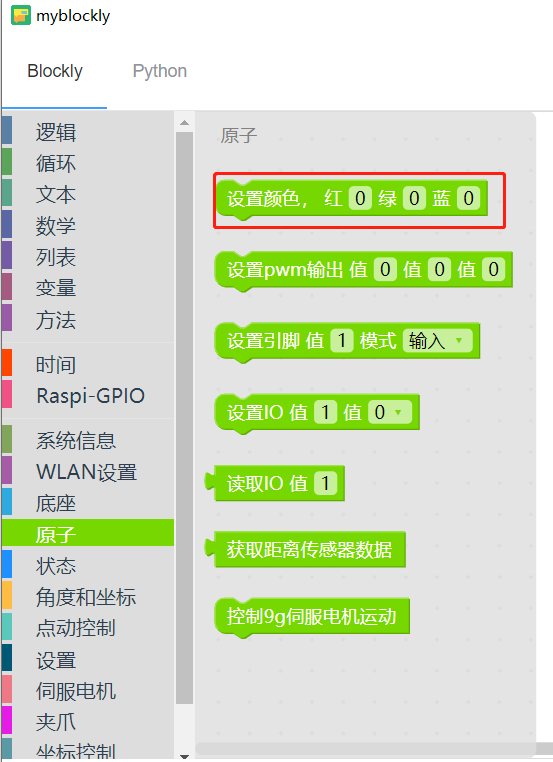 myblockly
Blockly Python
逻辑
循环
文本
数学
列表
变量
方法
时间
Raspi-GPIO
系统信息
WLAN设置
底座
原子
状态
角度和坐标
点动控制
设置
伺服电机
夹爪
坐标控制
原子
设置颜色， 红 0 绿 0 蓝 0
设置pwm输出 值 0 值 0 值 0
设置引脚 值 1 模式 输入
设置IO 值 1 值 0
读取IO 值 1
获取距离传感器数据
控制9g伺服电机运动